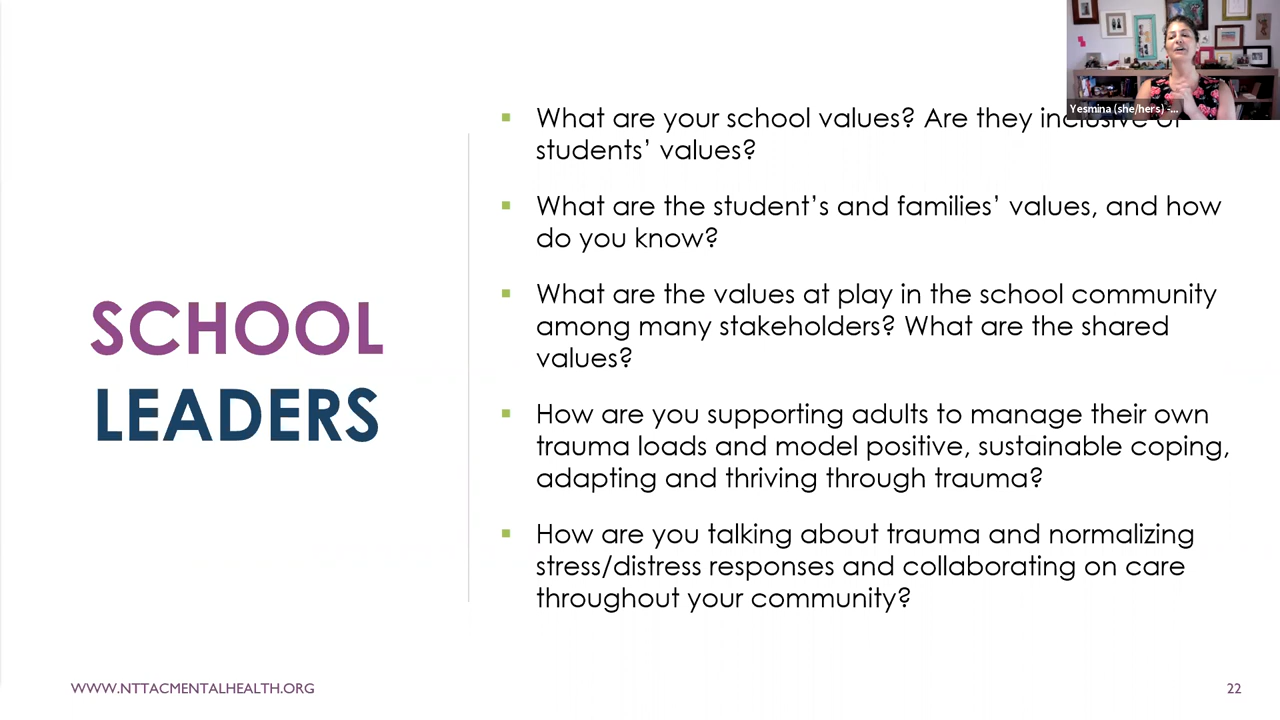 Yesmina (she/hers) -...
What are your school values? Are they inclusive of
students’ values?
What are the student’s and families’ values, and how
do you know?
What are the values at play in the school community
among many stakeholders? What are the shared
values?
How are you supporting adults to manage their own
trauma loads and model positive, sustainable coping,
adapting and thriving through trauma?
How are you talking about trauma and normalizing
stress/distress responses and collaborating on care
throughout your community?
SCHOOL
LEADERS
WWW.NTTACMENTALHEALTH.ORG
22